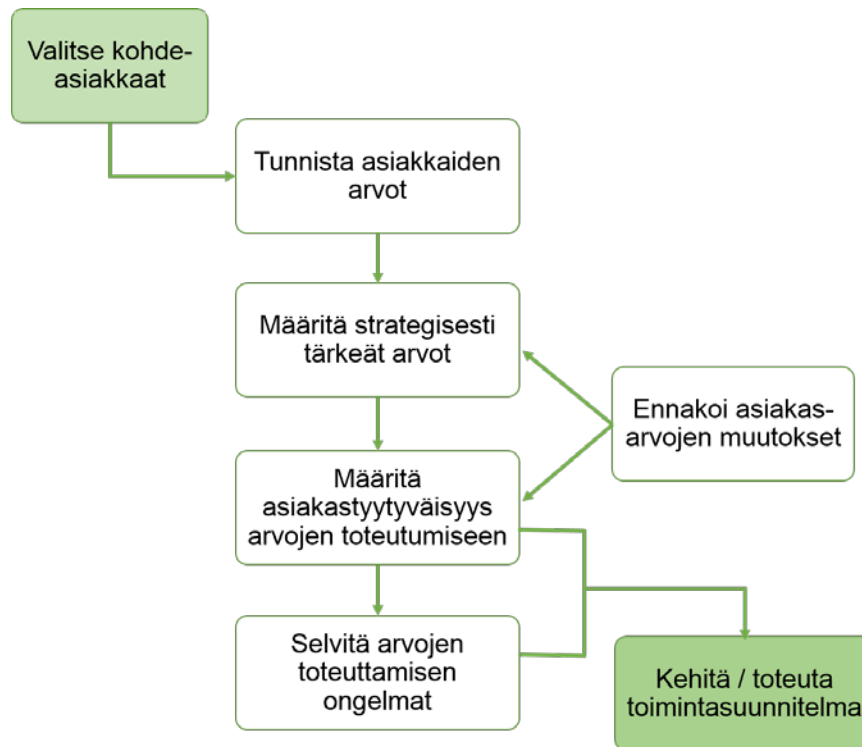 Valitse kohde-
asiakkaat
Tunnista asiakkaiden
arvot
Määritä strategisesti
tärkeät arvot
Ennakoi asiakas-
arvojen muutokset
Määritä
asiakastyytyväisyys
arvojen toteutumiseen
Selvitä arvojen
toteuttamisen
ongelmat
Kehitä / toteuta
toimintasuunnitelma